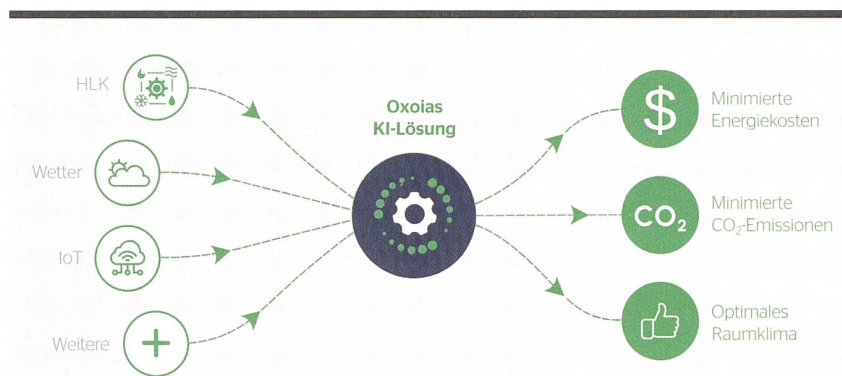 HLK
Wetter
IoT
Weitere
Oxoias
KI-Lösung
$
CO₂
Minimierte
Energiekosten
Minimierte
CO₂-Emissionen
Optimales
Raumklima